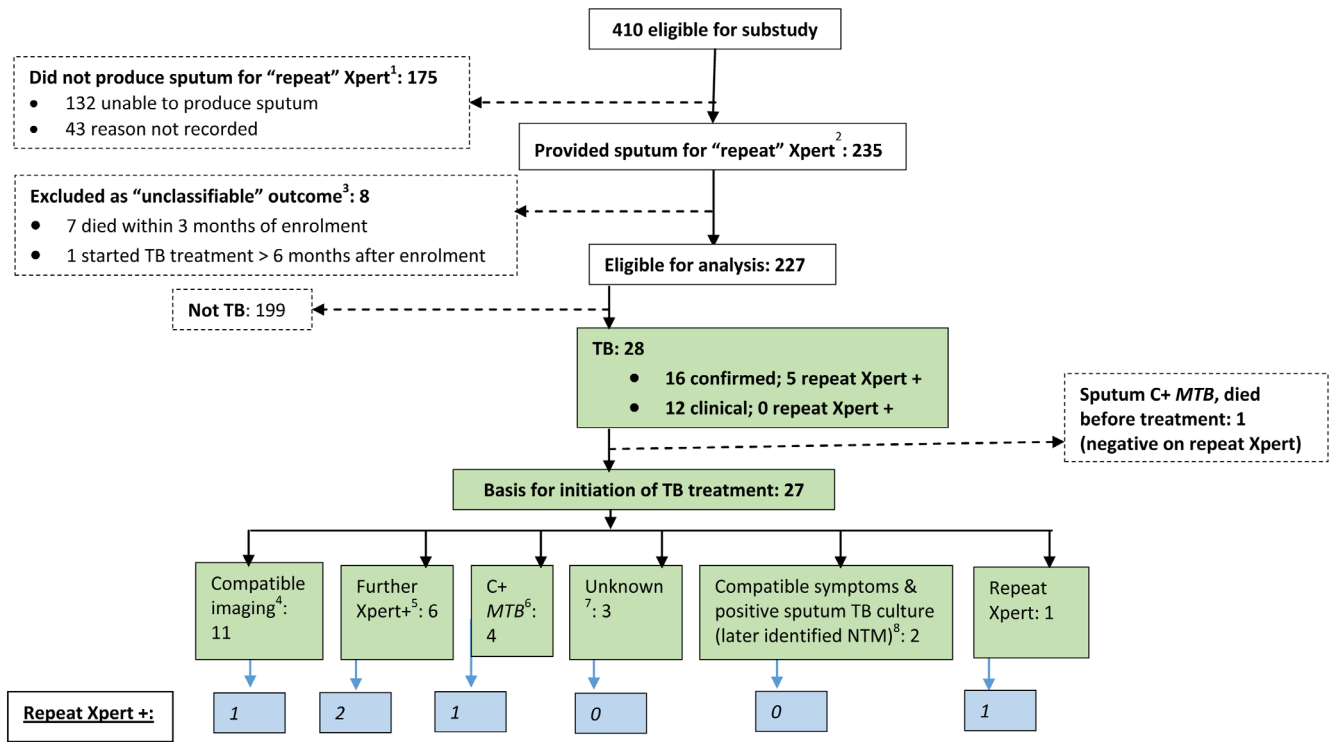 410 eligible for substudy
Did not produce sputum for “repeat” Xpert1: 175
• 132 unable to produce sputum
• 43 reason not recorded
Provided sputum for “repeat” Xpert2: 235
Excluded as “unclassifiable” outcome3: 8
• 7 died within 3 months of enrolment
• 1 started TB treatment > 6 months after enrolment
Eligible for analysis: 227
Not TB: 199
TB: 28
• 16 confirmed; 5 repeat Xpert +
• 12 clinical; 0 repeat Xpert +
Sputum C+ MTB, died
before treatment: 1
(negative on repeat Xpert)
Basis for initiation of TB treatment: 27
Compatible
imaging4:
11
Further
Xpert+5: 6
C+
MTB6:
4
Unknown
7: 3
Compatible symptoms &
positive sputum TB culture
(later identified NTM)8: 2
Repeat
Xpert: 1
Repeat Xpert +:
1
2
1
0
0
1